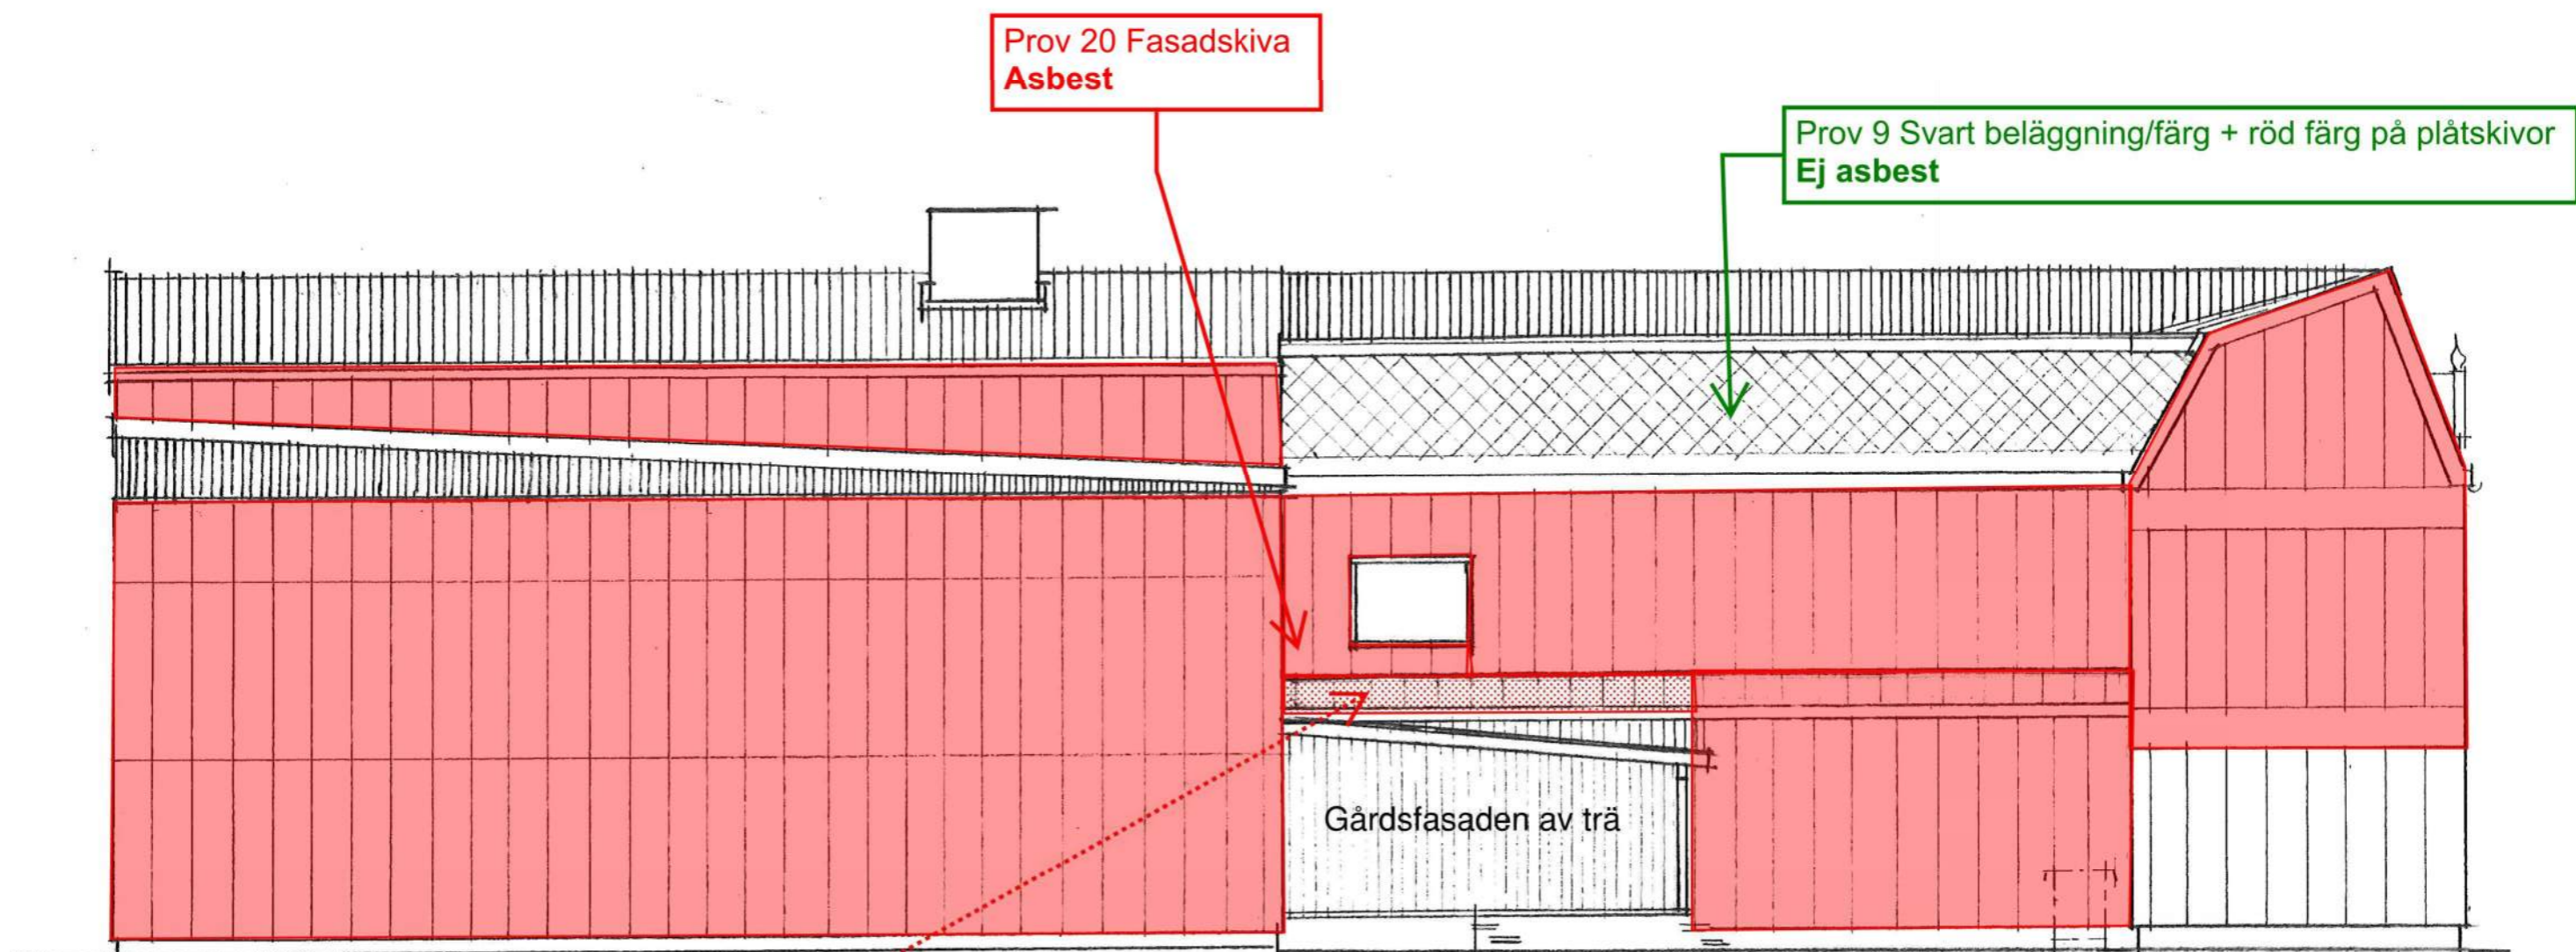 Prov 20 Fasadskiva
Asbest
Prov 9 Svart beläggning/färg + röd färg på plåtskivor
Ej asbest
Gårdsfasaden av trä